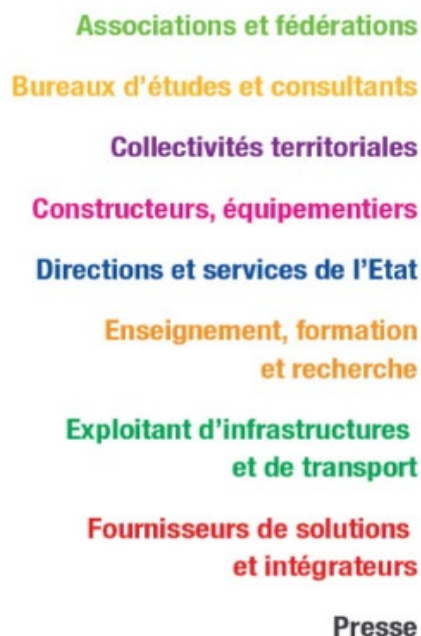 Associations et fédérations
Bureaux d'études et consultants
Collectivités territoriales
Constructeurs, équipementiers
Directions et services de l'Etat
Enseignement, formation
et recherche
Exploitant d'infrastructures
et de transport
Fournisseurs de solutions
et intégrateurs
Presse